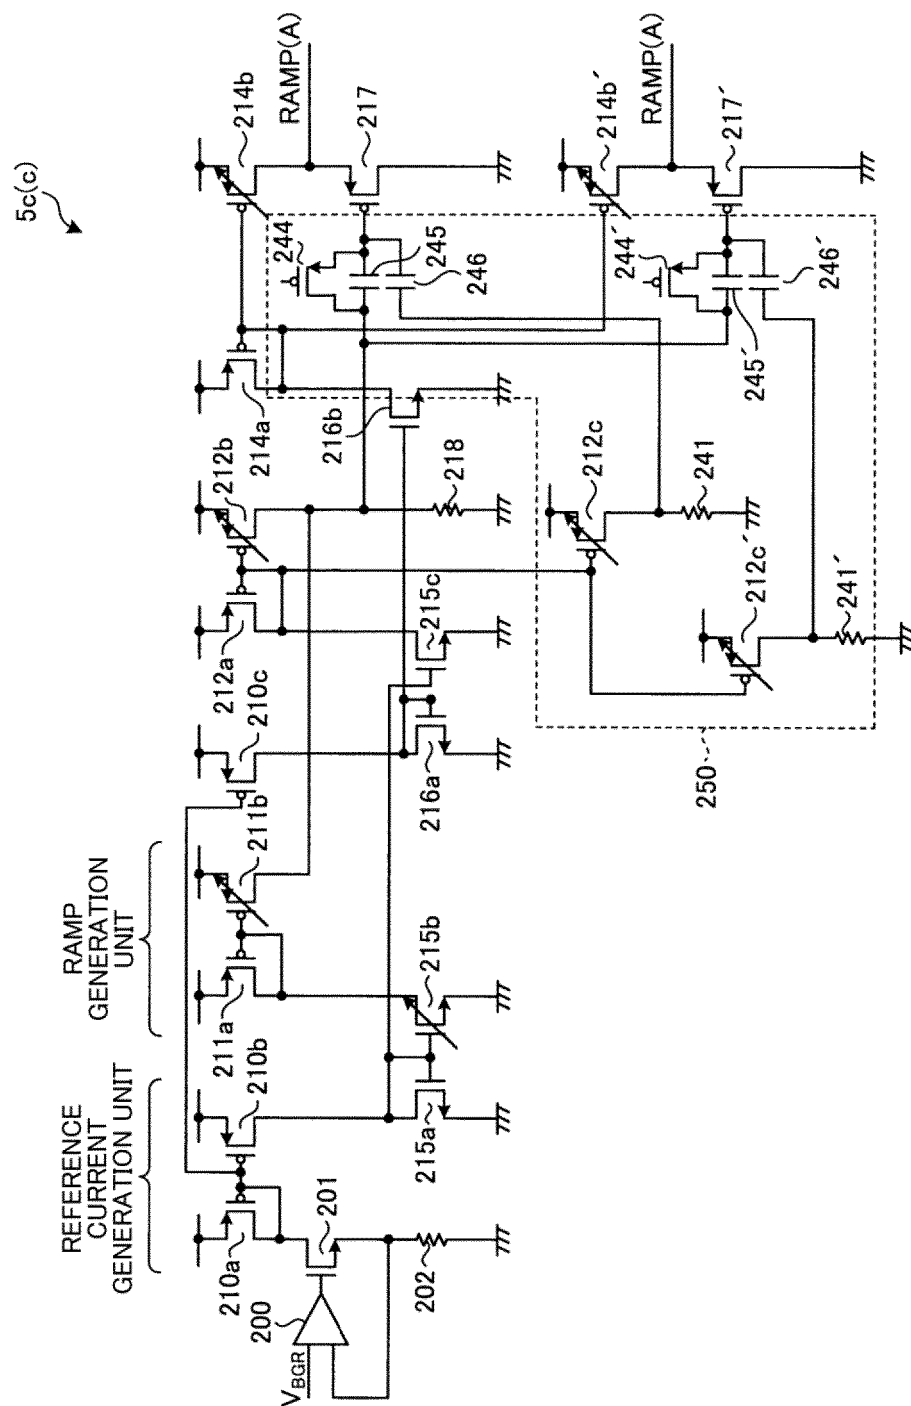 5c(c)
REFERENCE
CURRENT
GENERATION UNIT
RAMP
GENERATION
UNIT
VBGR
200
201
202
210a
210b
215a
211a
215b
211b
210c
216a
212a
215c
212b
218
214a
216b
214b
RAMP(A)
217
244
245
246
250
212c
241
212c´
241´
214b´
RAMP(A)
217´
244´
245´
246´